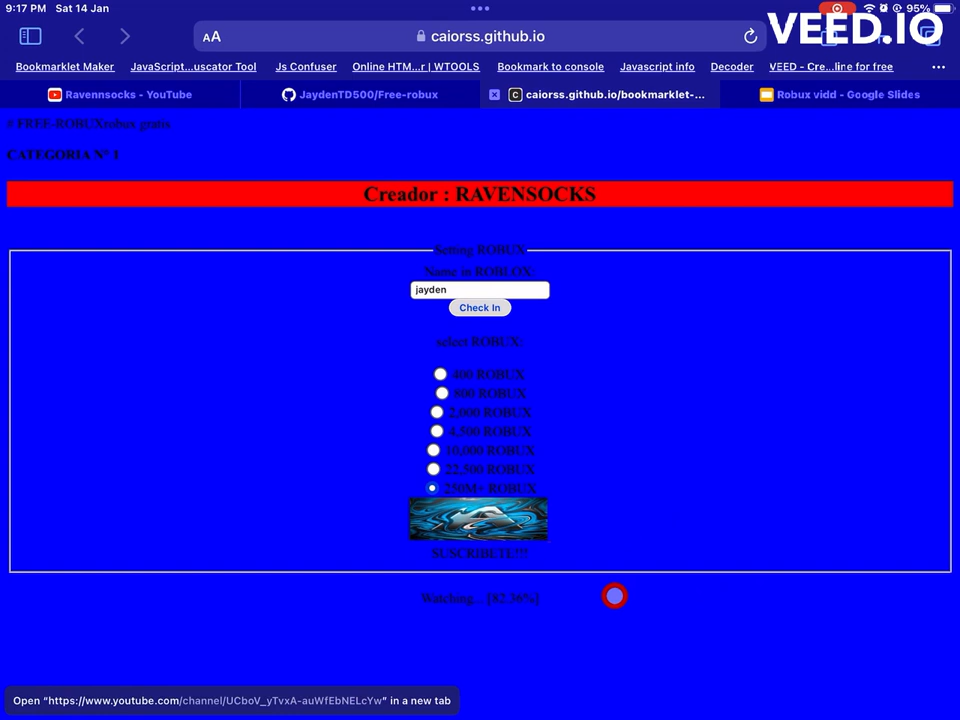 9:17 PM Sat 14 Jan
95%
VEED.IO
AA
caiorss.github.io
Bookmarklet Maker
JavaScript...uscator Tool
Js Confuser
Online HTM...r | WTOOLS
Bookmark to console
Javascript info
Decoder
VEED - Cre...line for free
Ravennsocks - YouTube
JaydenTD500/Free-robux
C caiorss.github.io/bookmarklet-...
Robux vidd - Google Slides
# FREE-ROBUXrobux gratis
CATEGORIA N° 1
Creador : RAVENSOCKS
Setting ROBUX
Name in ROBLOX:
jayden
Check In
select ROBUX:
400 ROBUX
800 ROBUX
2,000 ROBUX
4,500 ROBUX
10,000 ROBUX
22,500 ROBUX
250M+ ROBUX
SUSCRIBETE!!!
Watching... [82.36%]
Open “https://www.youtube.com/channel/UCboV_yTvxA-auWfEbNELcYw” in a new tab